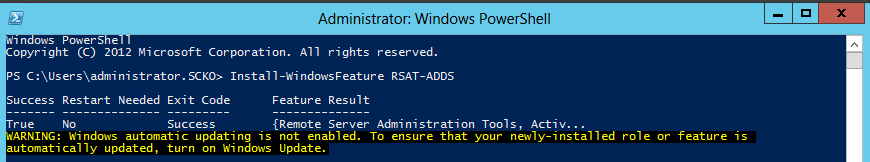 Administrator: Windows PowerShell
Windows PowerShell
Copyright (C) 2012 Microsoft Corporation. All rights reserved.
PS C:\Users\administrator.SCKO> Install-WindowsFeature RSAT-ADDS
Success Restart Needed Exit Code      Feature Result
------- -------------- ---------      --------------
True    No             Success        {Remote Server Administration Tools, Activ...
WARNING: Windows automatic updating is not enabled. To ensure that your newly-installed role or feature is
automatically updated, turn on Windows Update.